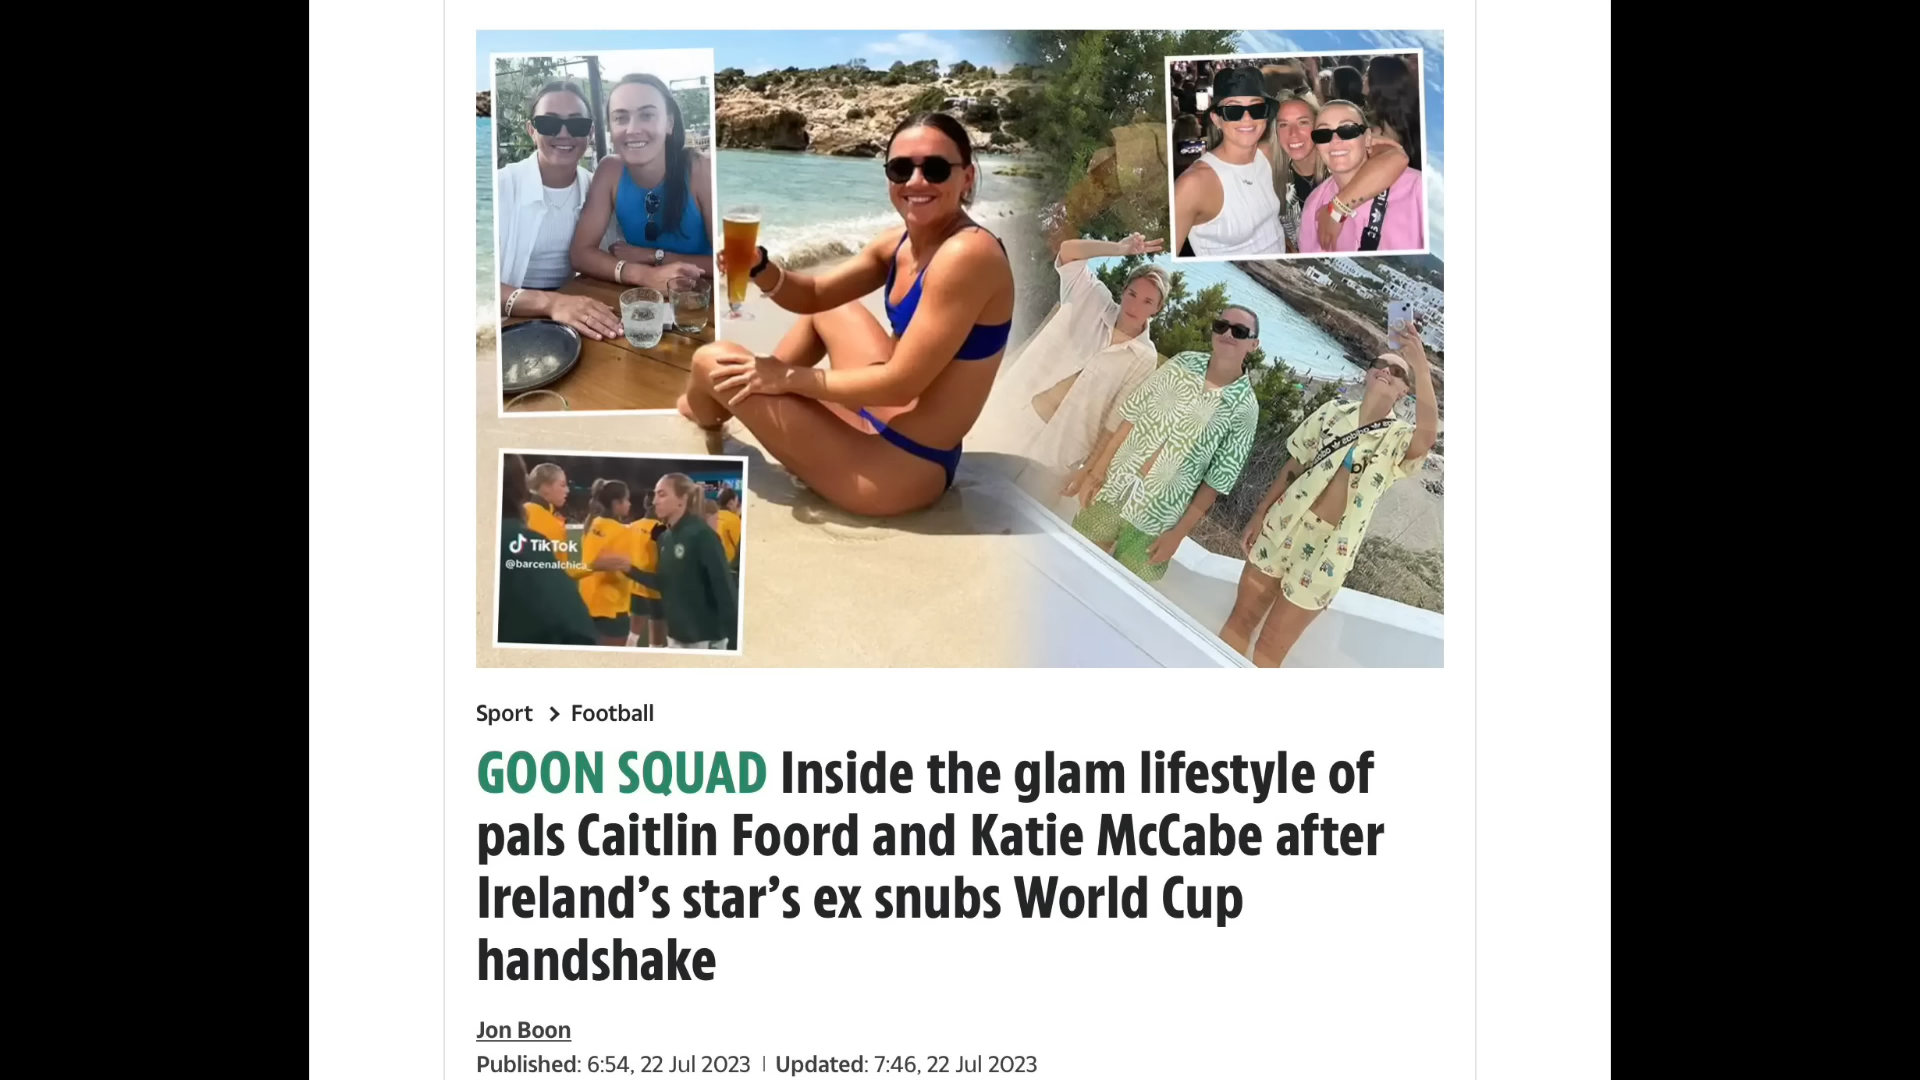 TikTok
@barcenalchica_
adidas
Sport > Football
GOON SQUAD Inside the glam lifestyle of
pals Caitlin Foord and Katie McCabe after
Ireland’s star’s ex snubs World Cup
handshake
Jon Boon
Published: 6:54, 22 Jul 2023 | Updated: 7:46, 22 Jul 2023